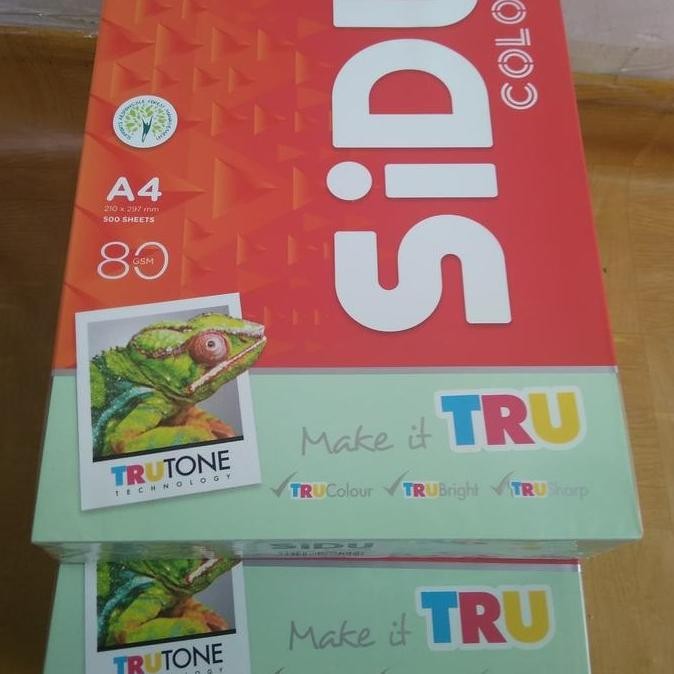 SiDU
COLO
A4
210 x 297 mm
500 SHEETS
80
GSM
TRUTONE
TECHNOLOGY
Make it TRU
TRUColour TRUBright TRUSharp
SiDU
Make it TRU
TRUTONE